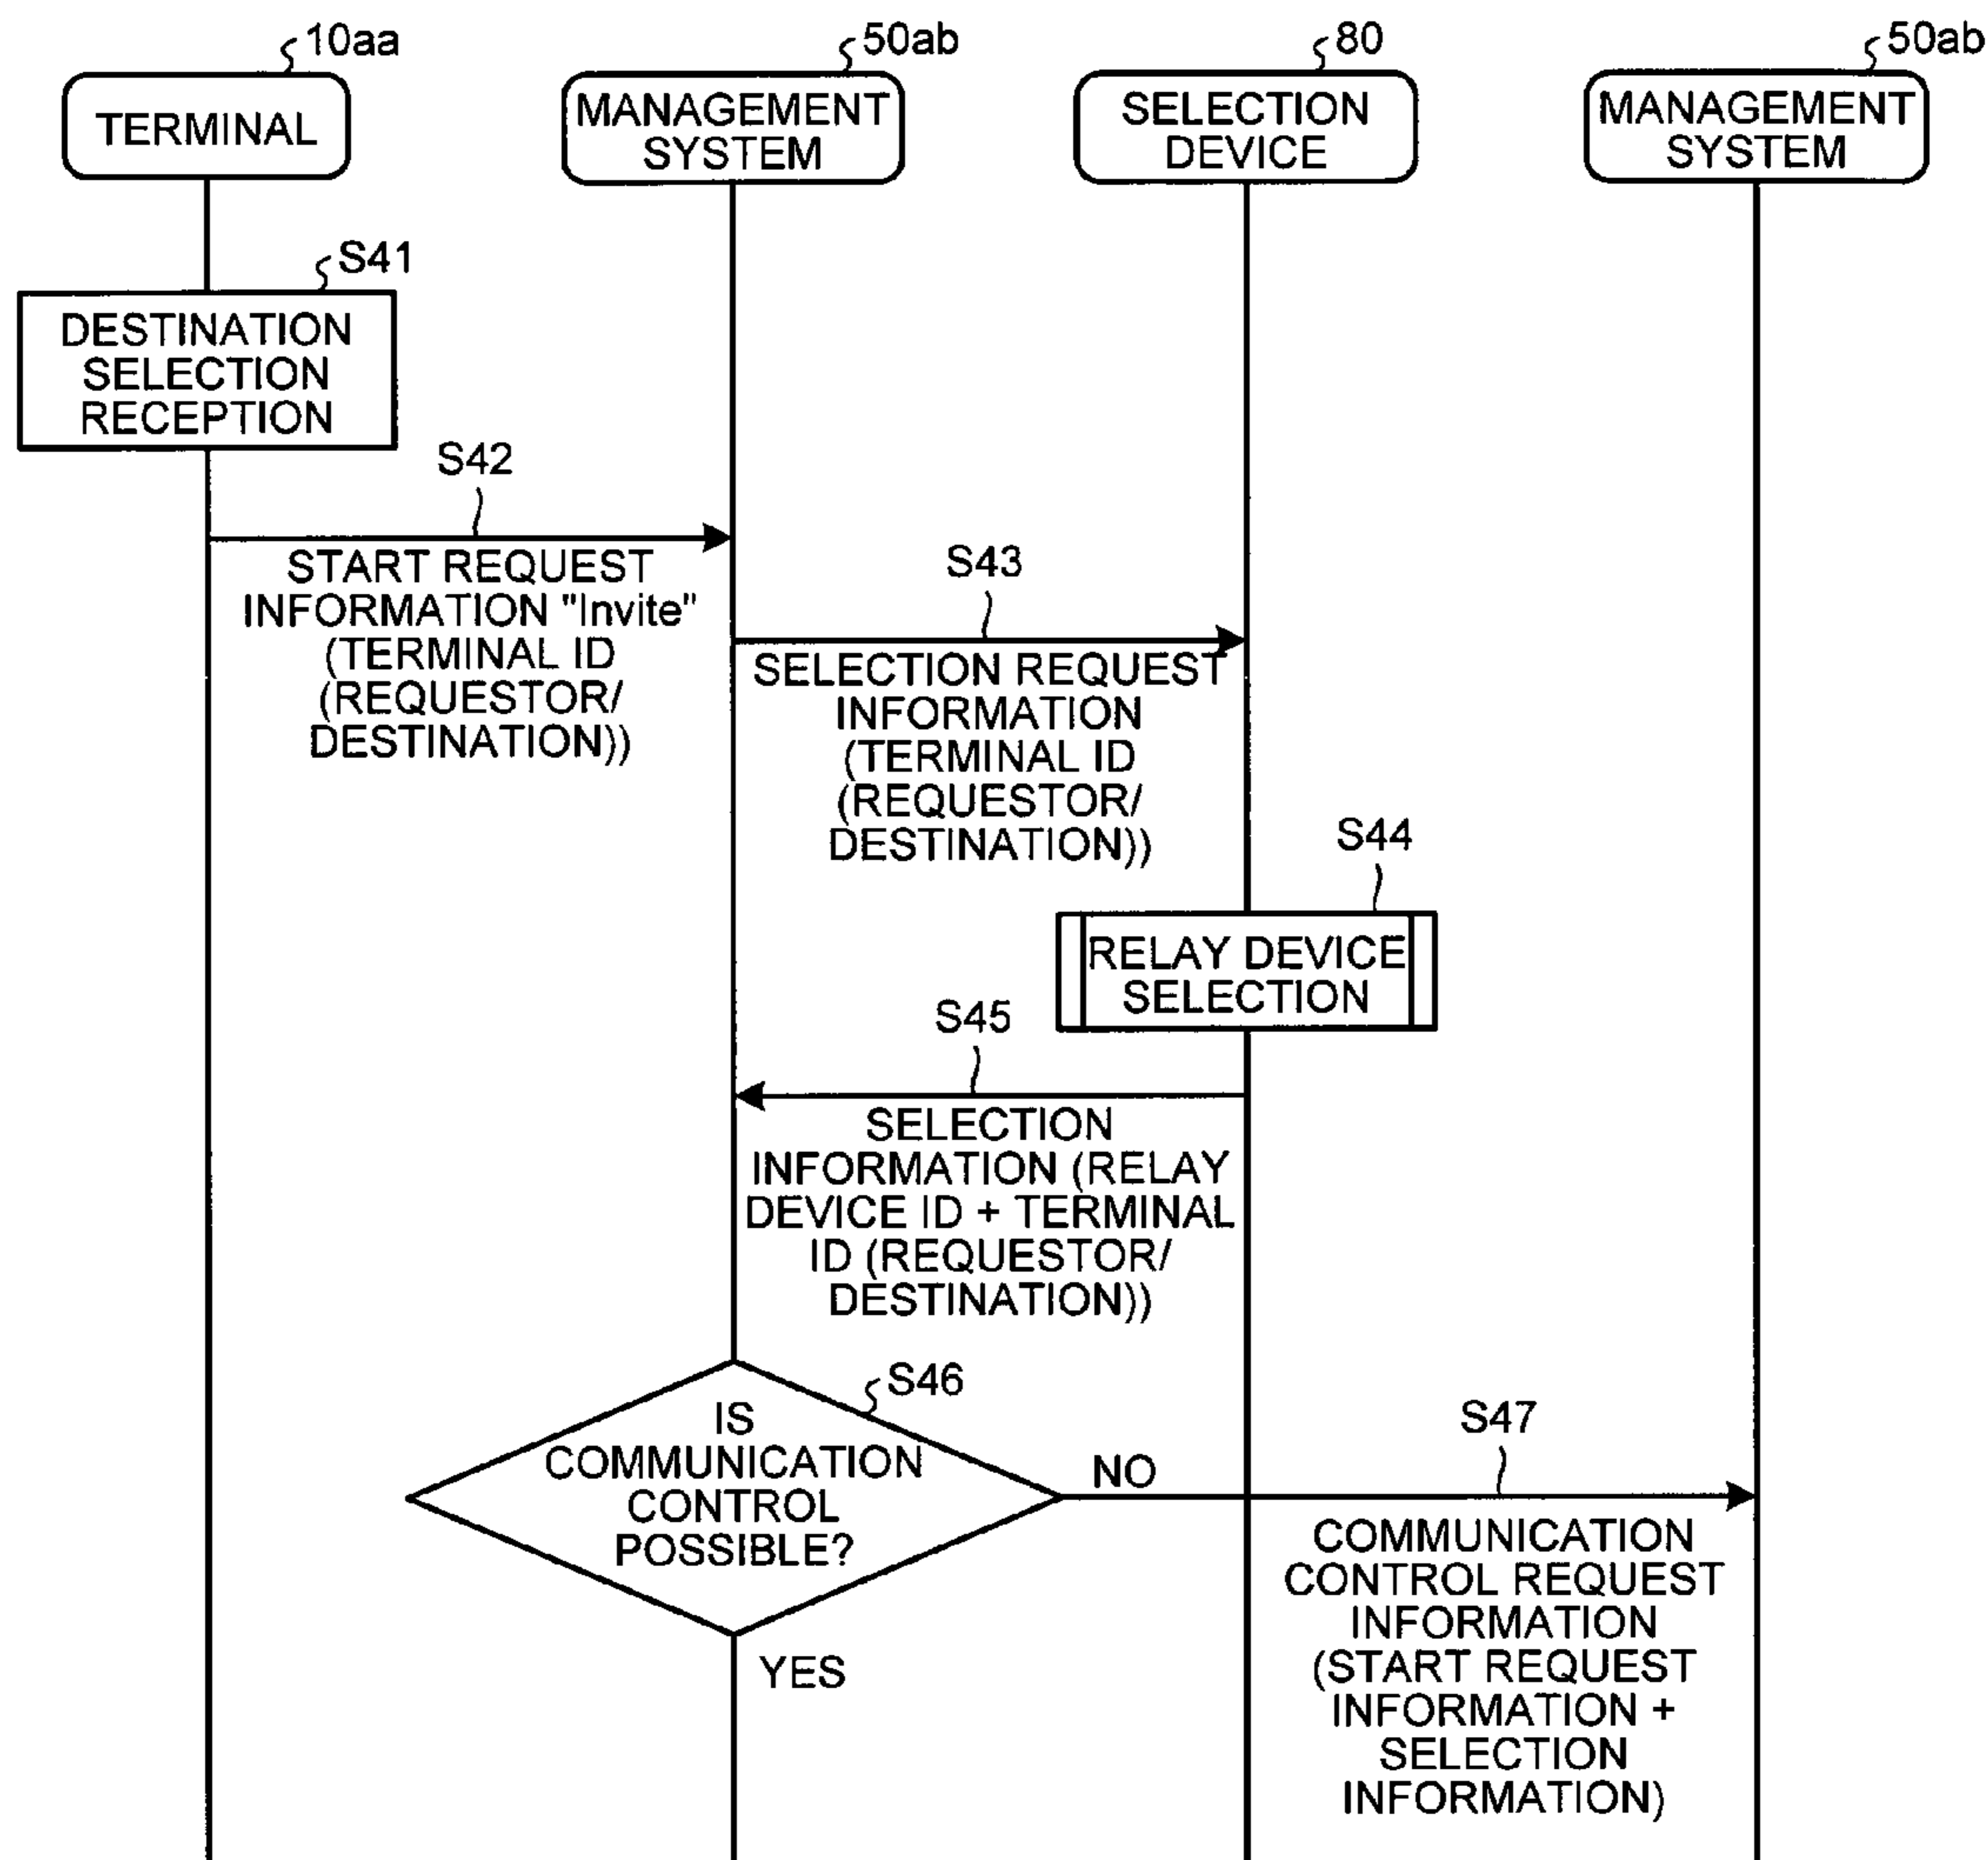 10aa
50ab
80
50ab
TERMINAL
MANAGEMENT
SYSTEM
SELECTION
DEVICE
MANAGEMENT
SYSTEM
S41
DESTINATION
SELECTION
RECEPTION
S42
START REQUEST
INFORMATION "Invite"
(TERMINAL ID
(REQUESTOR/
DESTINATION))
S43
SELECTION REQUEST
INFORMATION
(TERMINAL ID
(REQUESTOR/
DESTINATION))
S44
RELAY DEVICE
SELECTION
S45
SELECTION
INFORMATION (RELAY
DEVICE ID + TERMINAL
ID (REQUESTOR/
DESTINATION))
S46
IS
COMMUNICATION
CONTROL
POSSIBLE?
NO
YES
S47
COMMUNICATION
CONTROL REQUEST
INFORMATION
(START REQUEST
INFORMATION +
SELECTION
INFORMATION)